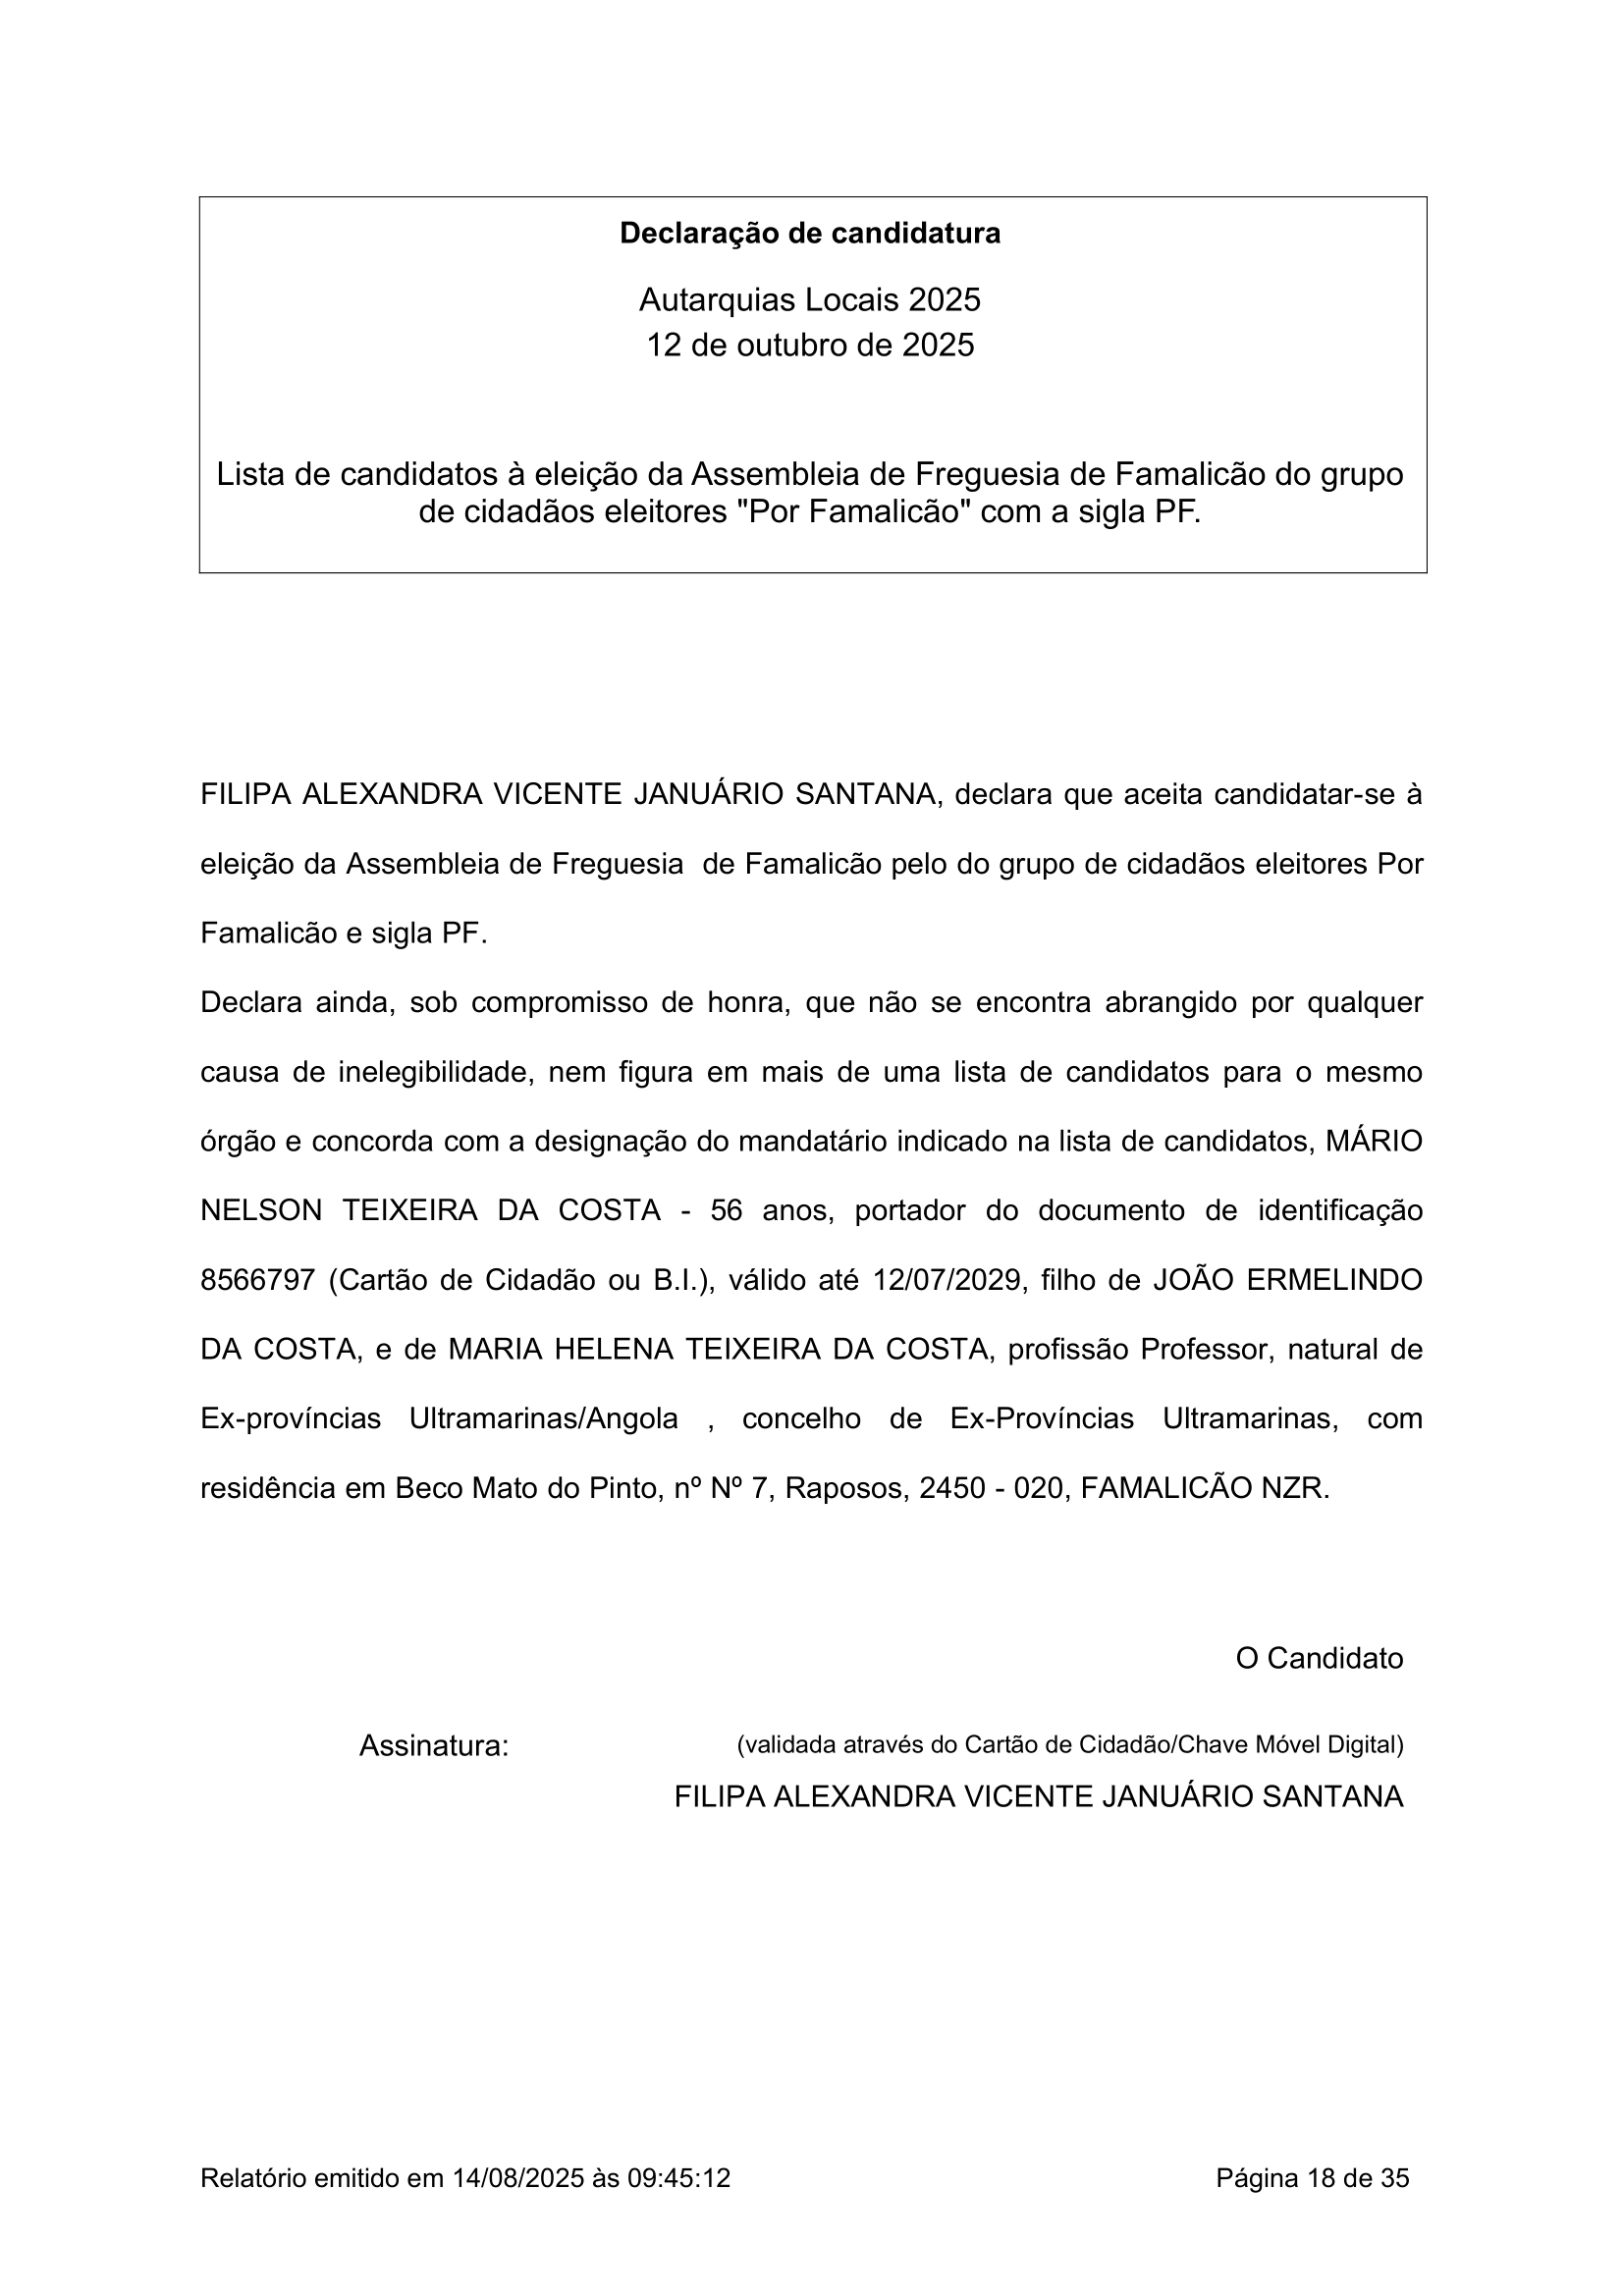 Declaração de candidatura
Autarquias Locais 2025
12 de outubro de 2025
Lista de candidatos à eleição da Assembleia de Freguesia de Famalicão do grupo
de cidadãos eleitores "Por Famalicão" com a sigla PF.
FILIPA ALEXANDRA VICENTE JANUÁRIO SANTANA, declara que aceita candidatar-se à
eleição da Assembleia de Freguesia  de Famalicão pelo do grupo de cidadãos eleitores Por
Famalicão e sigla PF.
Declara ainda, sob compromisso de honra, que não se encontra abrangido por qualquer
causa de inelegibilidade, nem figura em mais de uma lista de candidatos para o mesmo
órgão e concorda com a designação do mandatário indicado na lista de candidatos, MÁRIO
NELSON TEIXEIRA DA COSTA - 56 anos, portador do documento de identificação
8566797 (Cartão de Cidadão ou B.I.), válido até 12/07/2029, filho de JOÃO ERMELINDO
DA COSTA, e de MARIA HELENA TEIXEIRA DA COSTA, profissão Professor, natural de
Ex-províncias Ultramarinas/Angola , concelho de Ex-Províncias Ultramarinas, com
residência em Beco Mato do Pinto, nº Nº 7, Raposos, 2450 - 020, FAMALICÃO NZR.
O Candidato
Assinatura: (validada através do Cartão de Cidadão/Chave Móvel Digital)
FILIPA ALEXANDRA VICENTE JANUÁRIO SANTANA
Relatório emitido em 14/08/2025 às 09:45:12 Página 18 de 35